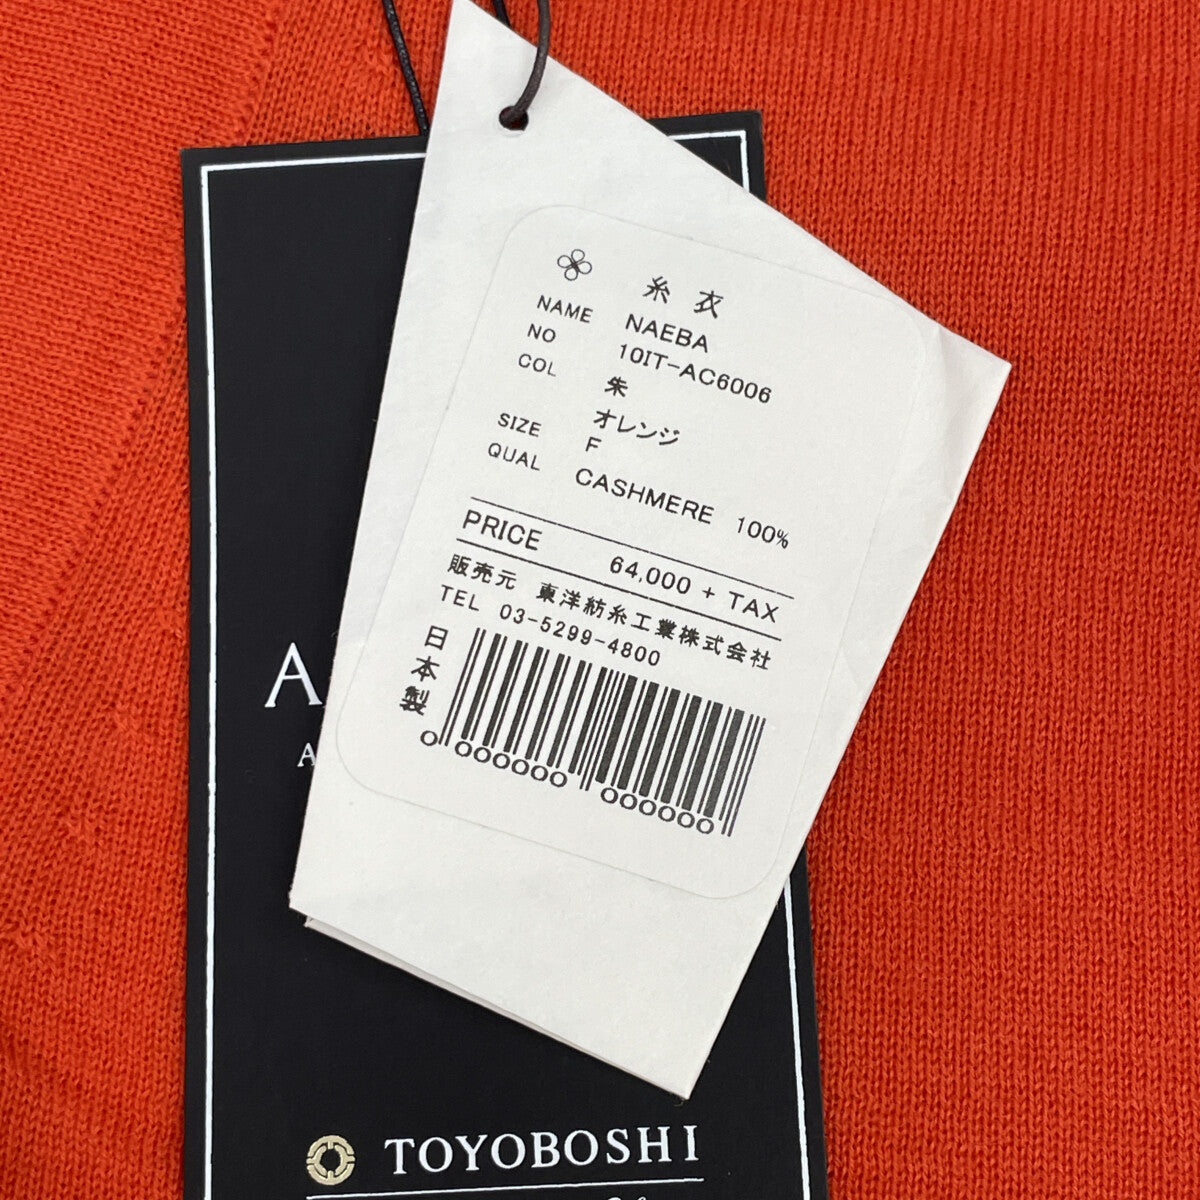 糸衣
NAME NAEBA
NO 10IT-AC6006
COL 朱
オレンジ
SIZE F
QUAL CASHMERE 100%
PRICE 64,000 + TAX
販売元 東洋紡糸工業株式会社
TEL 03-5299-4800
日本製
0 000000 000000
A
A
TOYOBOSHI